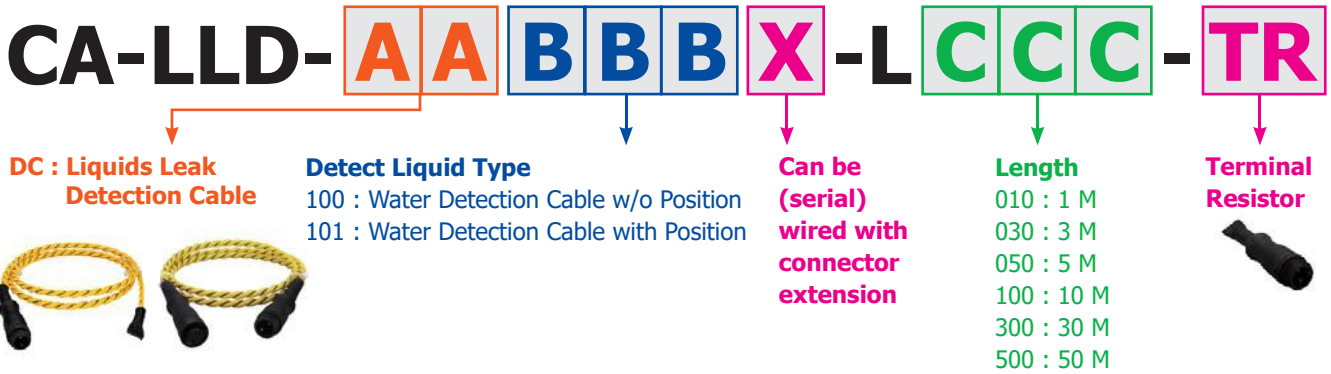 CA-LLD-AABBBX-LCCC-TR
DC : Liquids Leak
Detection Cable
Detect Liquid Type
100 : Water Detection Cable w/o Position
101 : Water Detection Cable with Position
Can be
(serial)
wired with
connector
extension
Length
010 : 1 M
030 : 3 M
050 : 5 M
100 : 10 M
300 : 30 M
500 : 50 M
Terminal
Resistor